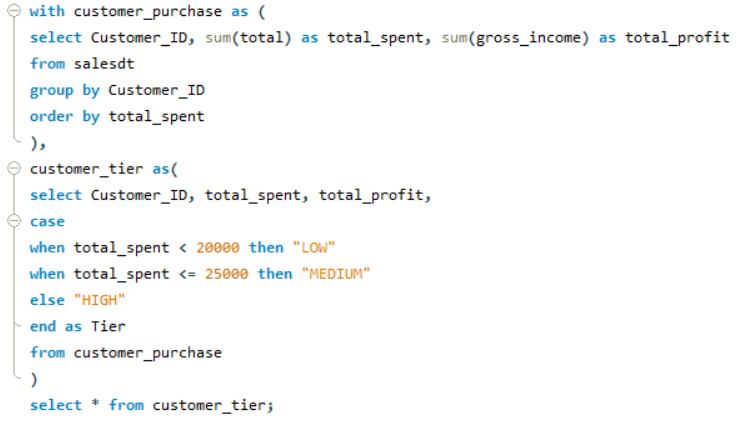 with customer_purchase as (
select Customer_ID, sum(total) as total_spent, sum(gross_income) as total_profit
from salesdt
group by Customer_ID
order by total_spent
),
customer_tier as(
select Customer_ID, total_spent, total_profit,
case
when total_spent < 20000 then "LOW"
when total_spent <= 25000 then "MEDIUM"
else "HIGH"
end as Tier
from customer_purchase
)
select * from customer_tier;